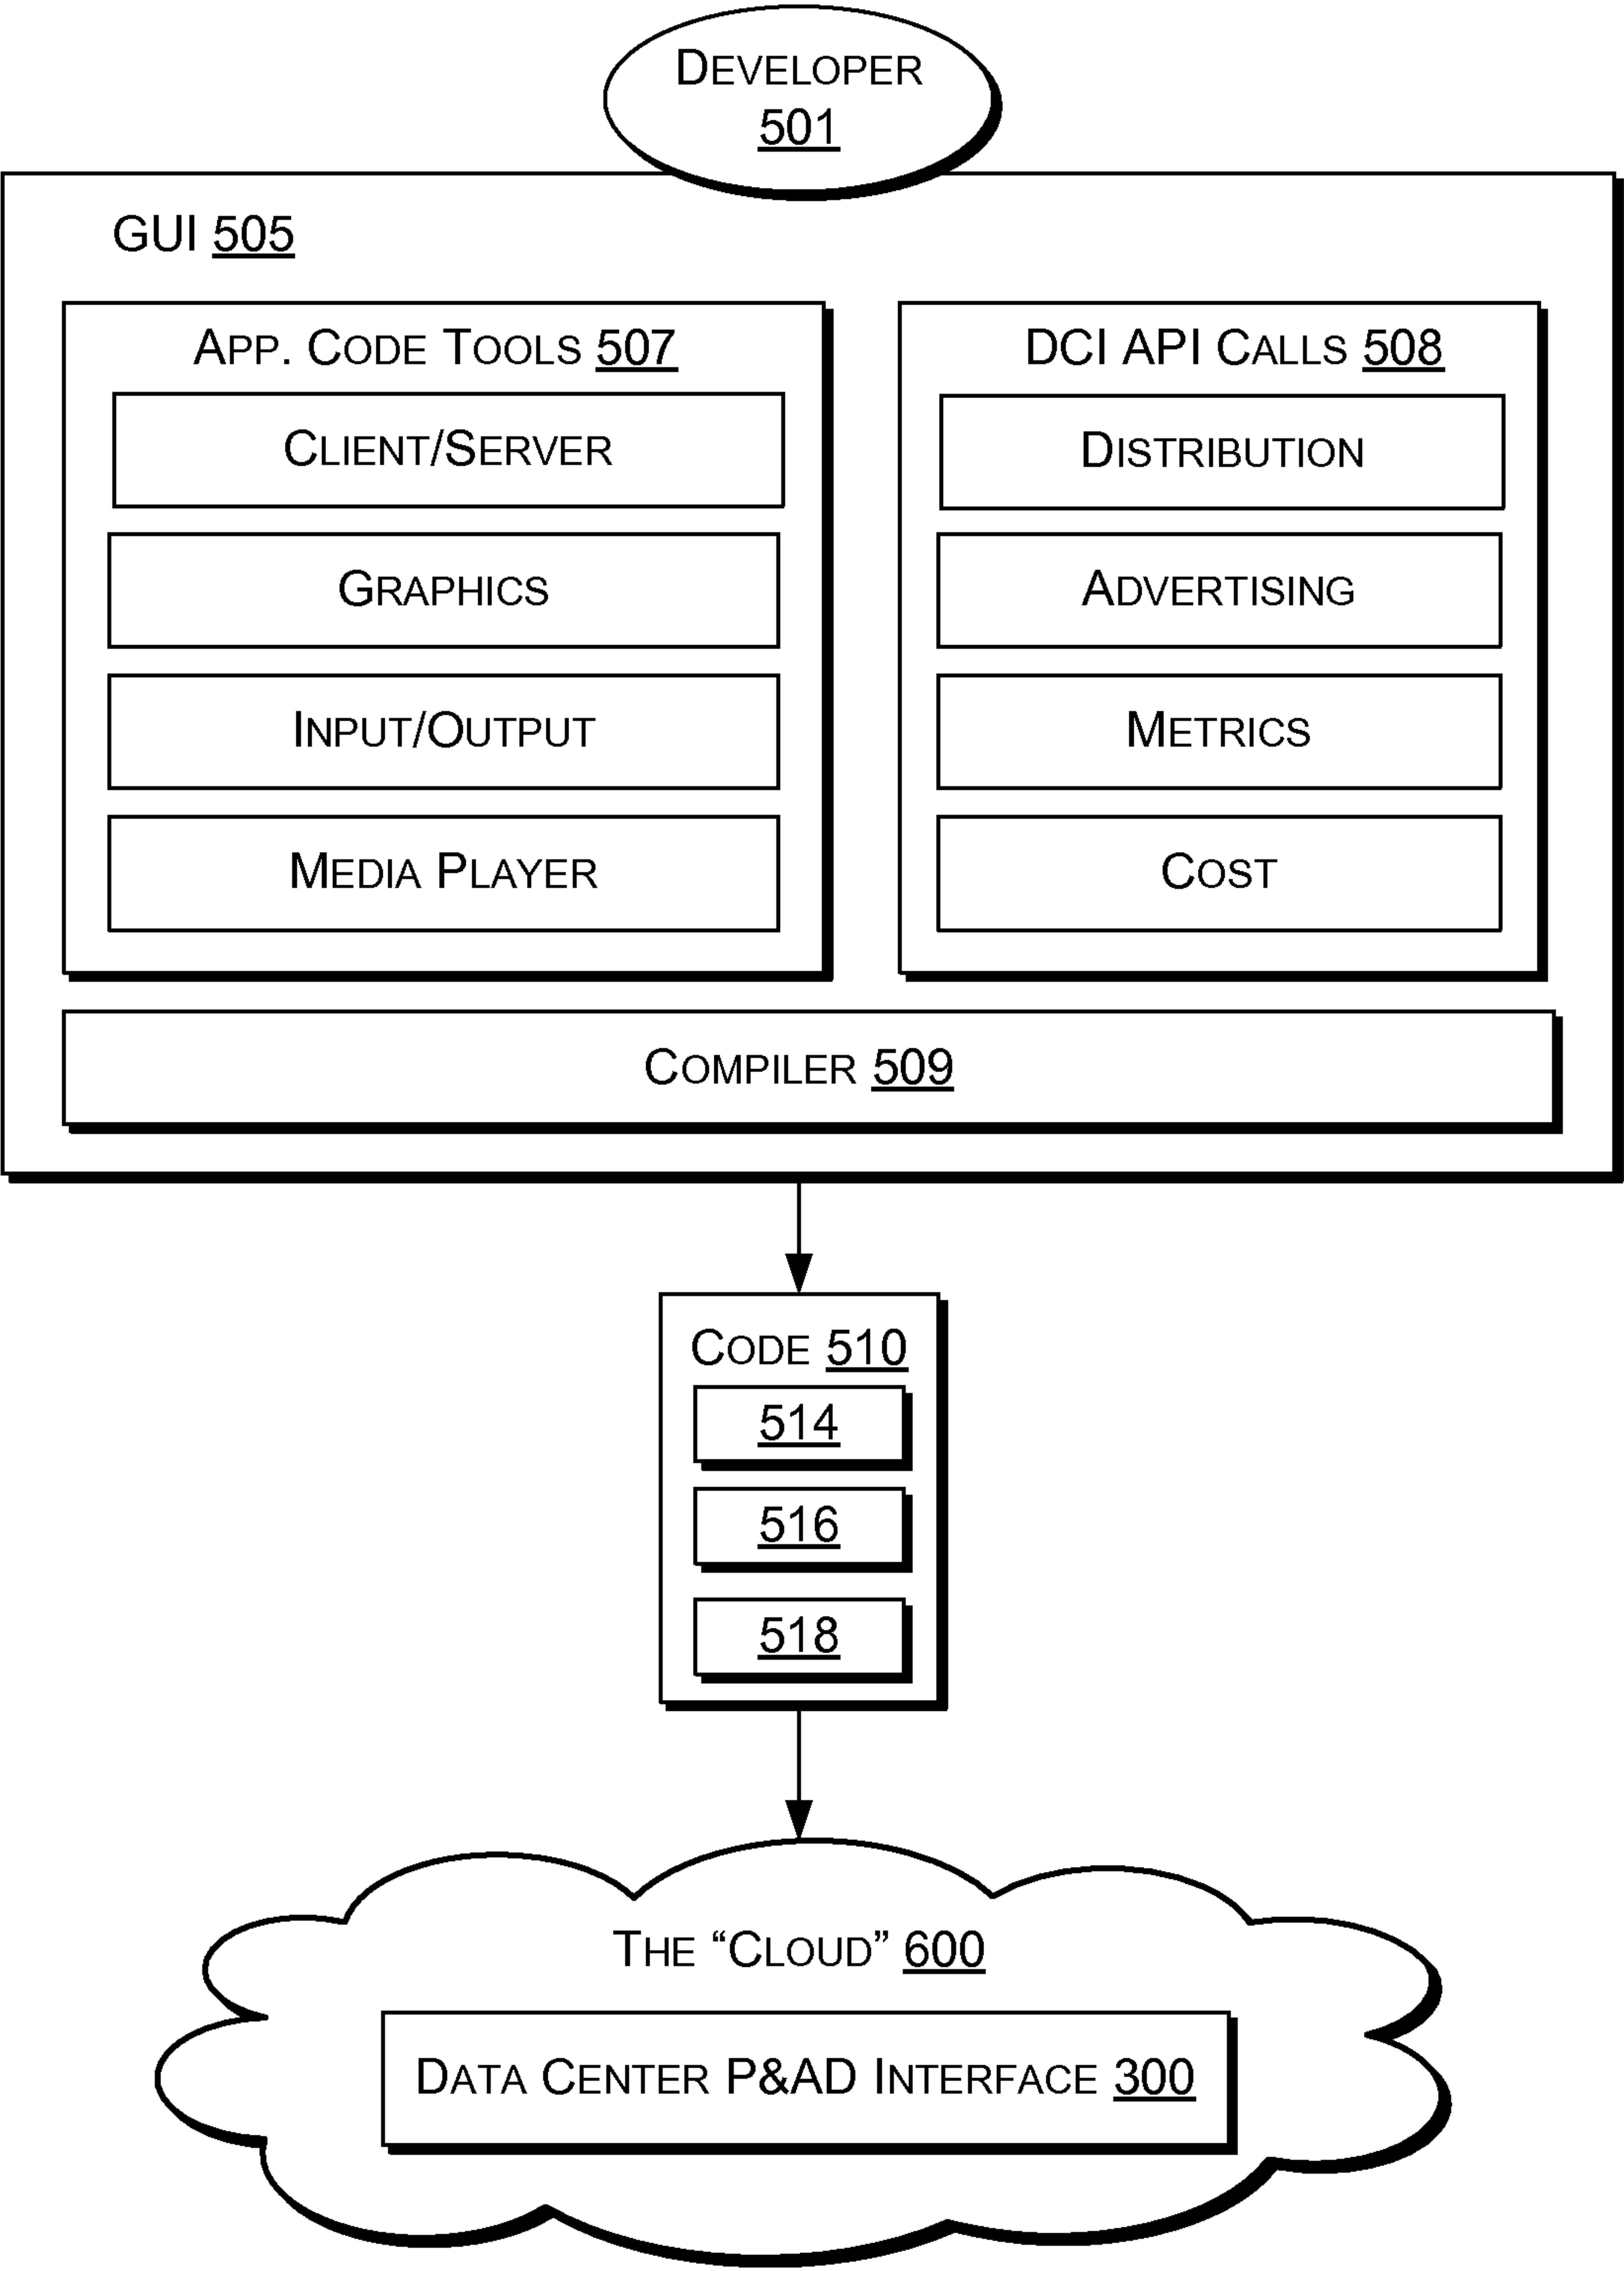 DEVELOPER
501
GUI 505
APP. CODE TOOLS 507
CLIENT/SERVER
GRAPHICS
INPUT/OUTPUT
MEDIA PLAYER
DCI API CALLS 508
DISTRIBUTION
ADVERTISING
METRICS
COST
COMPILER 509
CODE 510
514
516
518
THE “CLOUD” 600
DATA CENTER P&AD INTERFACE 300